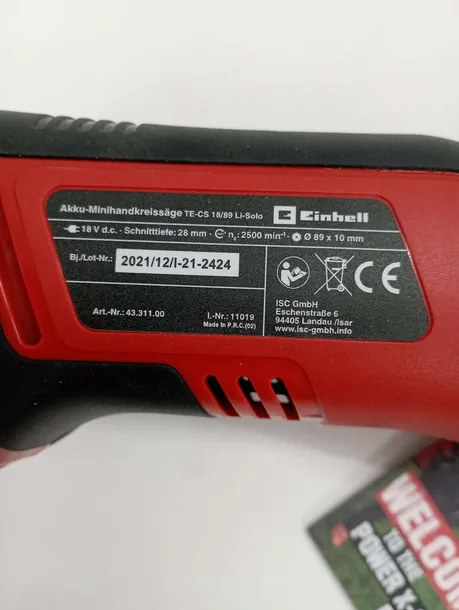 Akku-Minihandkreissäge TE-CS 18/89 Li-Solo
Einhell
18 V d.c. · Schnitttiefe: 28 mm · n₀: 2500 min⁻¹ · Ø 89 x 10 mm
Bj./Lot-Nr.: 2021/12/I-21-2424
Art.-Nr.: 43.311.00
I.-Nr.: 11019
Made in P.R.C.(02)
CE
ISC GmbH
Eschenstraße 6
94405 Landau /Isar
www.isc-gmbh.info
WELCOM
TO THE
POWER X-